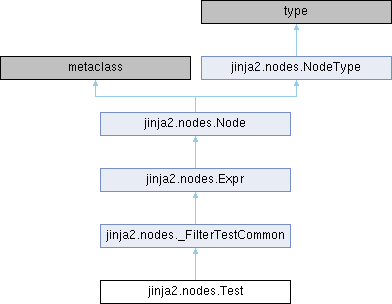 type
metaclass
jinja2.nodes.NodeType
jinja2.nodes.Node
jinja2.nodes.Expr
jinja2.nodes._FilterTestCommon
jinja2.nodes.Test